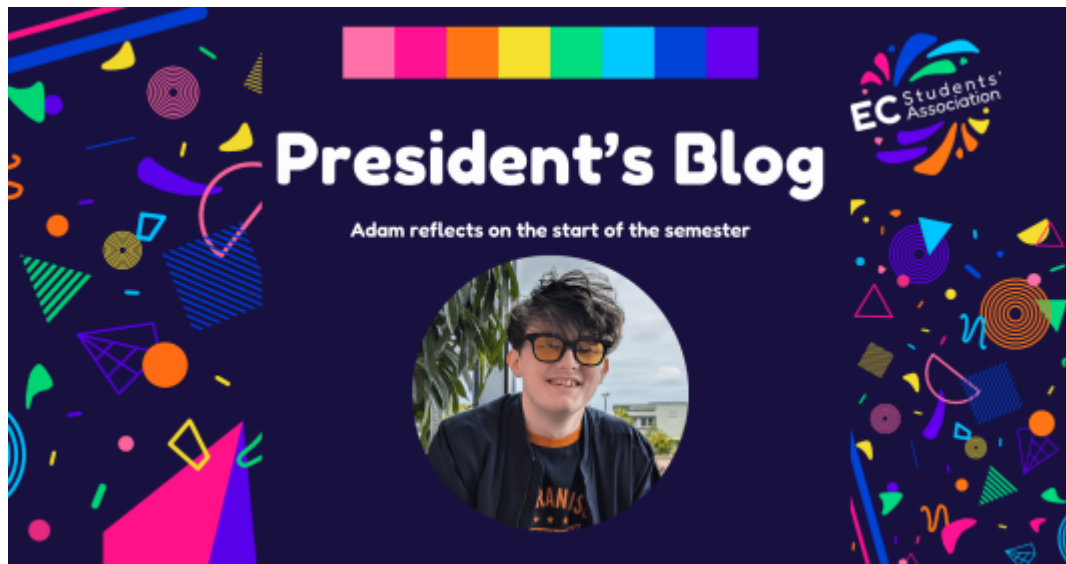 EC Students'
Association
President's Blog
Adam reflects on the start of the semester